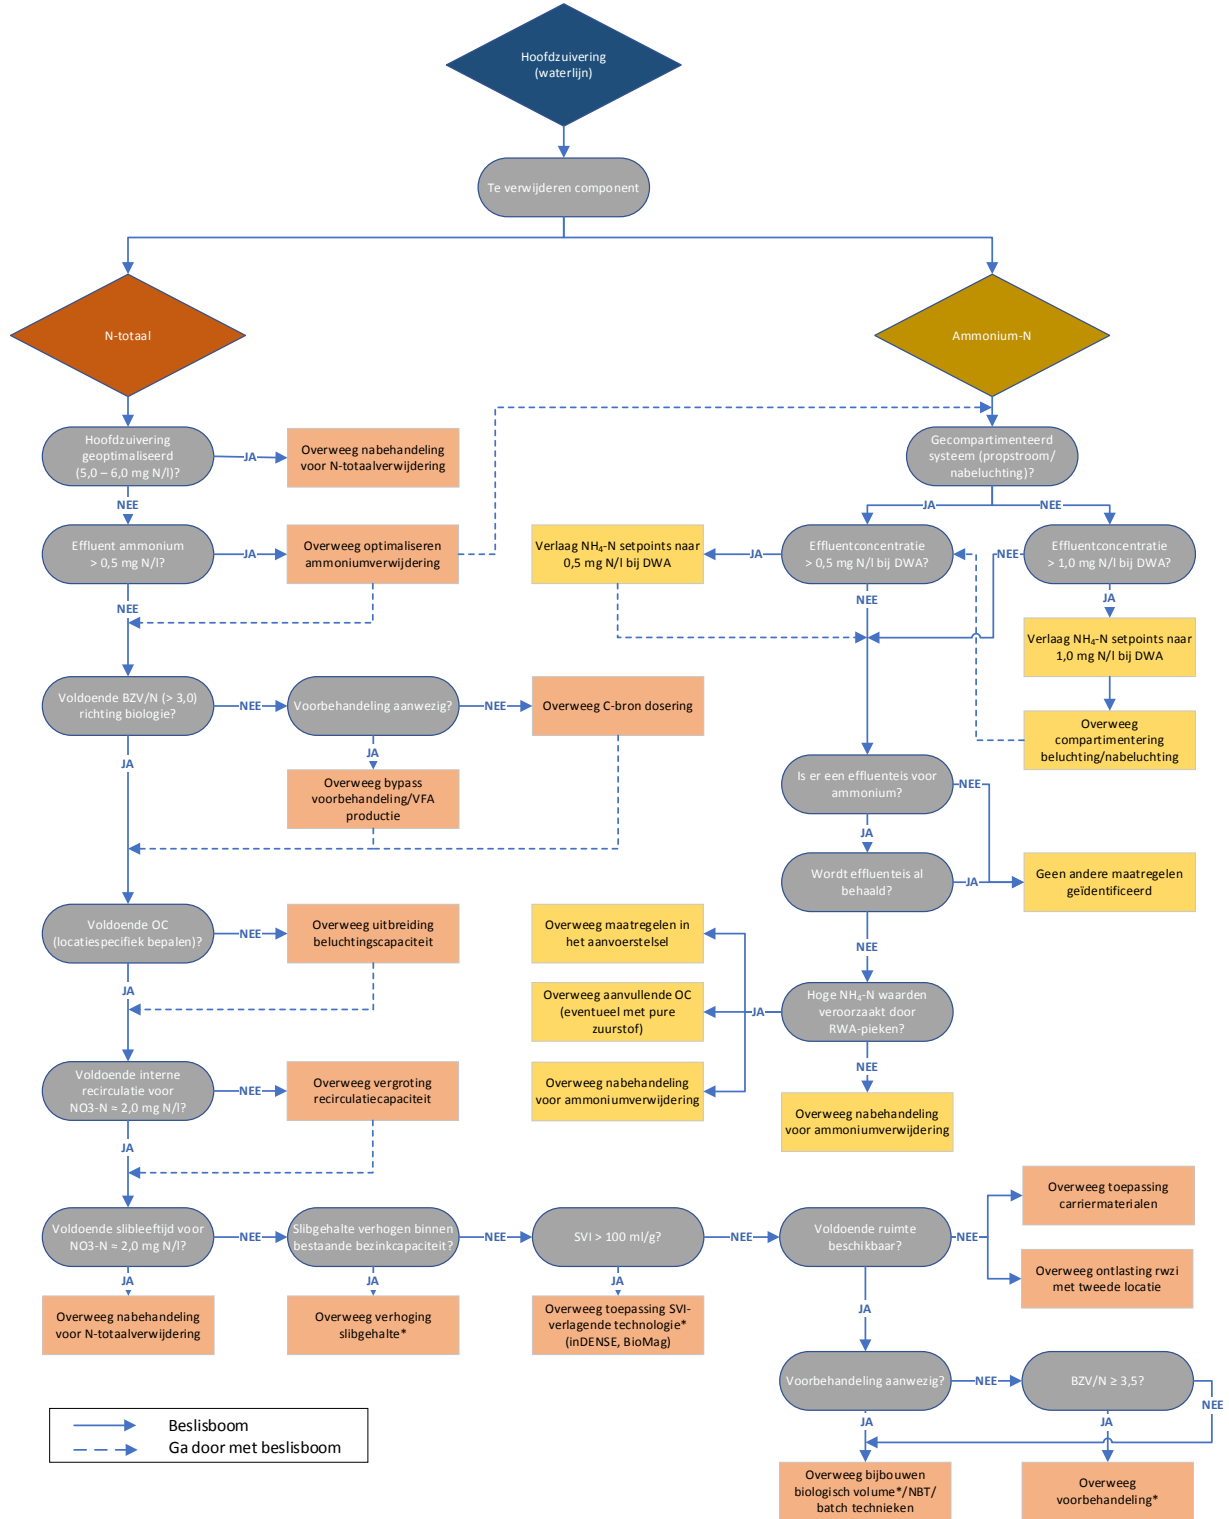 Hoofdzuivering
(waterlijn)
Te verwijderen component
N-totaal
Ammonium-N
Hoofdzuivering
geoptimaliseerd
(5,0 – 6,0 mg N/l)?
JA
Overweeg nabehandeling
voor N-totaalverwijdering
NEE
Gecompartimenteerd
systeem (propstroom/
nabeluchting)?
JA
NEE
Effluent ammonium
> 0,5 mg N/l?
JA
Overweeg optimaliseren
ammoniumverwijdering
NEE
Verlaag NH₄-N setpoints naar
0,5 mg N/l bij DWA
JA
Effluentconcentratie
> 0,5 mg N/l bij DWA?
NEE
NEE
Effluentconcentratie
> 1,0 mg N/l bij DWA?
JA
Verlaag NH₄-N setpoints naar
1,0 mg N/l bij DWA
Overweeg
compartimentering
beluchting/nabeluchting
Voldoende BZV/N (> 3,0)
richting biologie?
NEE
Voorbehandeling aanwezig?
NEE
Overweeg C-bron dosering
JA
JA
Overweeg bypass
voorbehandeling/VFA
productie
Is er een effluenteis voor
ammonium?
NEE
JA
Wordt effluenteis al
behaald?
JA
Geen andere maatregelen
geïdentificeerd
NEE
Voldoende OC
(locatiespecifiek bepalen)?
NEE
Overweeg uitbreiding
beluchtingscapaciteit
JA
Overweeg maatregelen in
het aanvoerstelsel
Overweeg aanvullende OC
(eventueel met pure
zuurstof)
JA
Hoge NH₄-N waarden
veroorzaakt door
RWA-pieken?
Overweeg nabehandeling
voor ammoniumverwijdering
NEE
Overweeg nabehandeling
voor ammoniumverwijdering
Voldoende interne
recirculatie voor
NO3-N = 2,0 mg N/l?
NEE
Overweeg vergroting
recirculatiecapaciteit
JA
Voldoende slibleeftijd voor
NO3-N = 2,0 mg N/l?
NEE
Slibgehalte verhogen binnen
bestaande bezinkcapaciteit?
NEE
SVI > 100 ml/g?
NEE
Voldoende ruimte
beschikbaar?
NEE
Overweeg toepassing
carriermaterialen
Overweeg ontlasting rwzi
met tweede locatie
JA
Overweeg nabehandeling
voor N-totaalverwijdering
JA
Overweeg verhoging
slibgehalte*
JA
Overweeg toepassing SVI-
verlagende technologie*
(inDENSE, BioMag)
JA
Voorbehandeling aanwezig?
NEE
BZV/N ≥ 3,5?
NEE
JA
JA
Overweeg bijbouwen
biologisch volume*/NBT/
batch technieken
Overweeg
voorbehandeling*
Beslisboom
Ga door met beslisboom